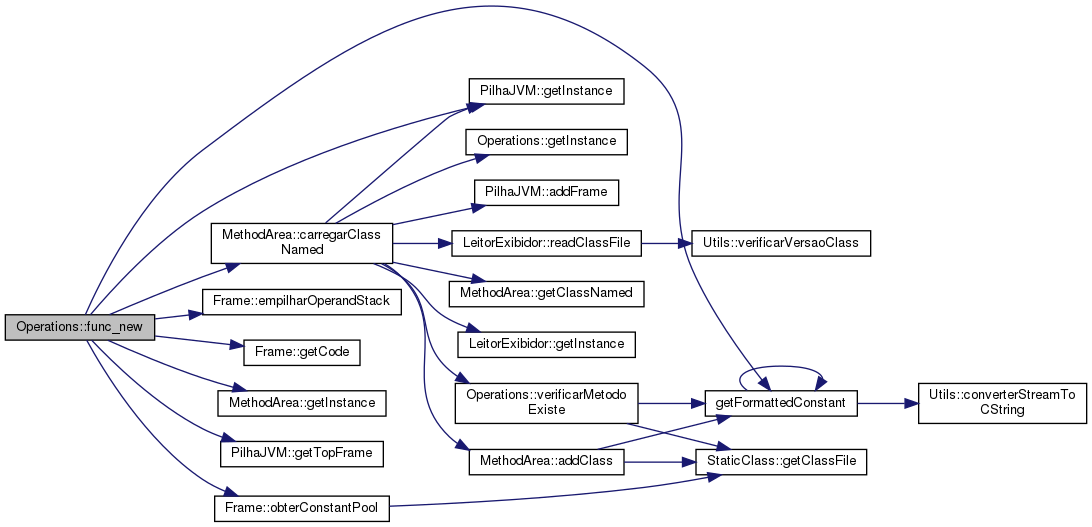 PilhaJVM::getInstance
Operations::getInstance
PilhaJVM::addFrame
MethodArea::carregarClass
Named
LeitorExibidor::readClassFile
Utils::verificarVersaoClass
MethodArea::getClassNamed
Frame::empilharOperandStack
Operations::func_new
LeitorExibidor::getInstance
Frame::getCode
Operations::verificarMetodo
Existe
getFormattedConstant
Utils::converterStreamTo
CString
MethodArea::getInstance
PilhaJVM::getTopFrame
MethodArea::addClass
StaticClass::getClassFile
Frame::obterConstantPool